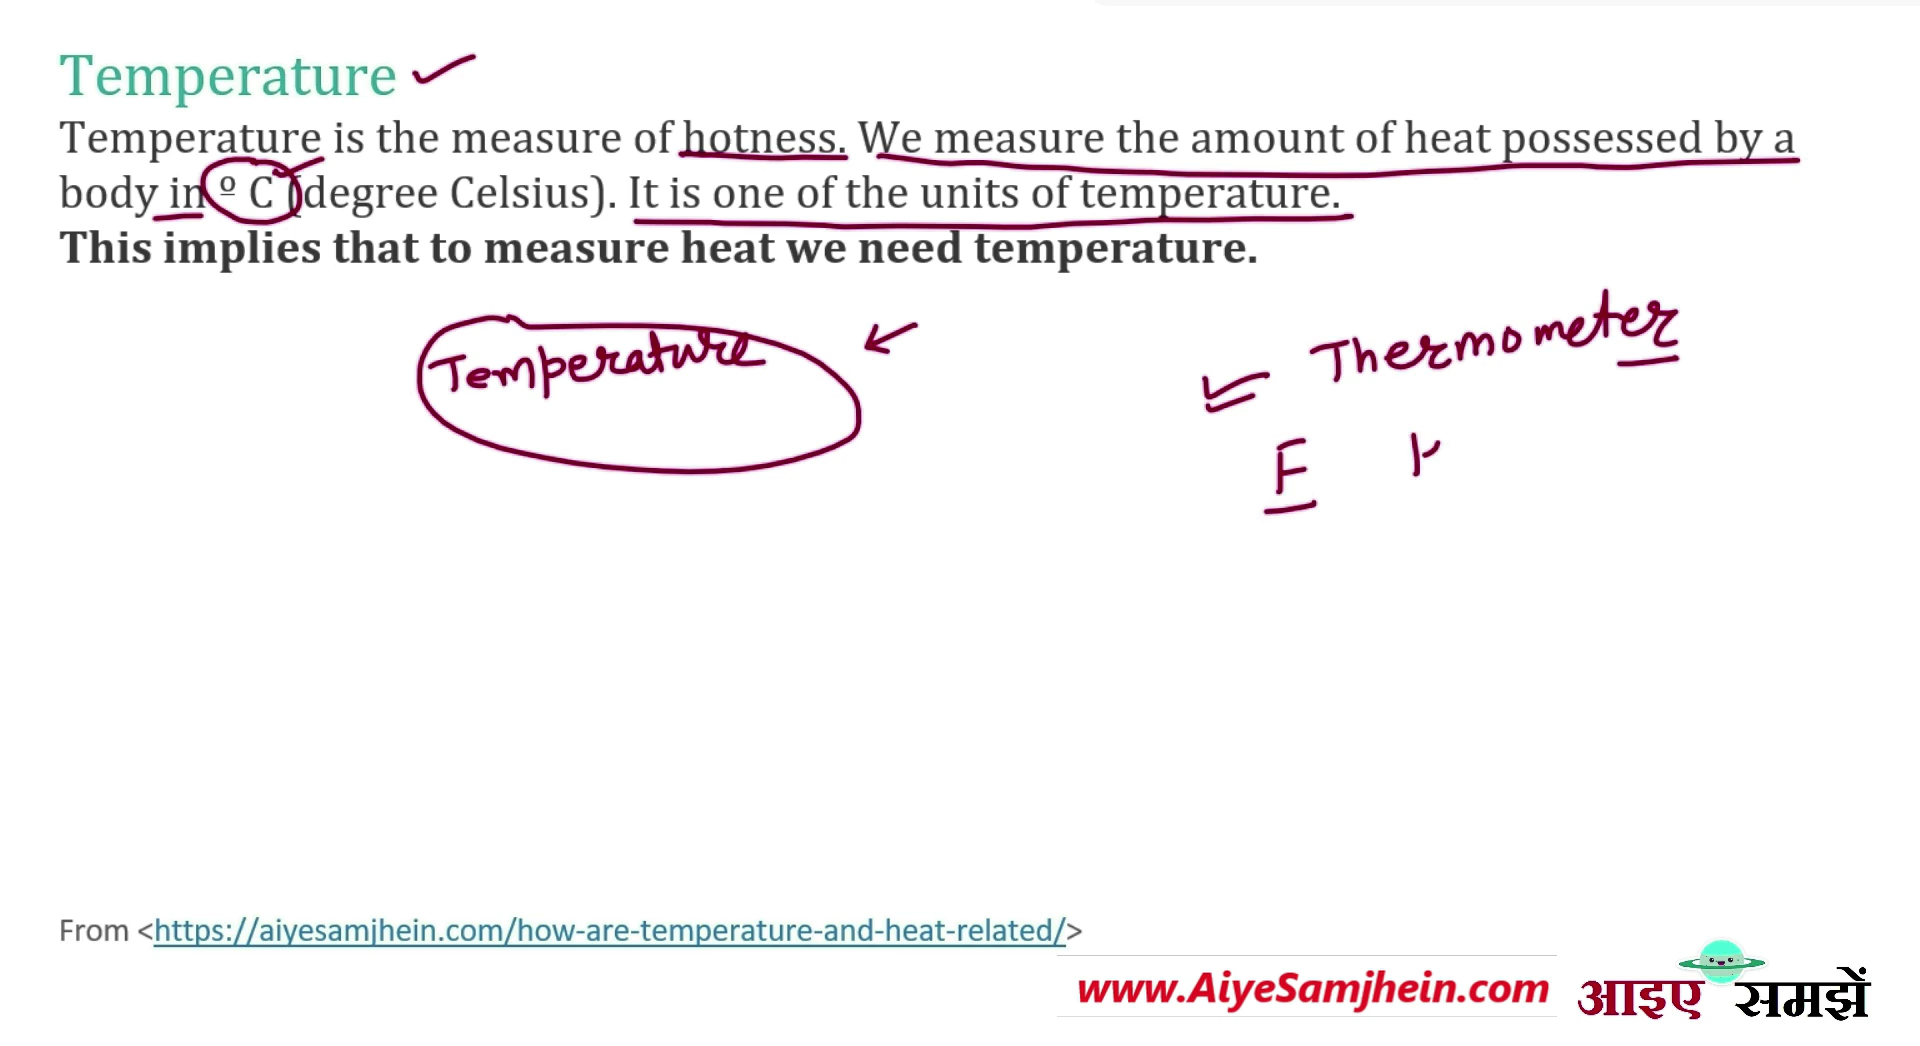 Temperature
Temperature is the measure of hotness. We measure the amount of heat possessed by a
body in º C (degree Celsius). It is one of the units of temperature.
This implies that to measure heat we need temperature.
Temperature
Thermometer
F
From <https://aiyesamjhein.com/how-are-temperature-and-heat-related/>
www.AiyeSamjhein.com
आइए समझें